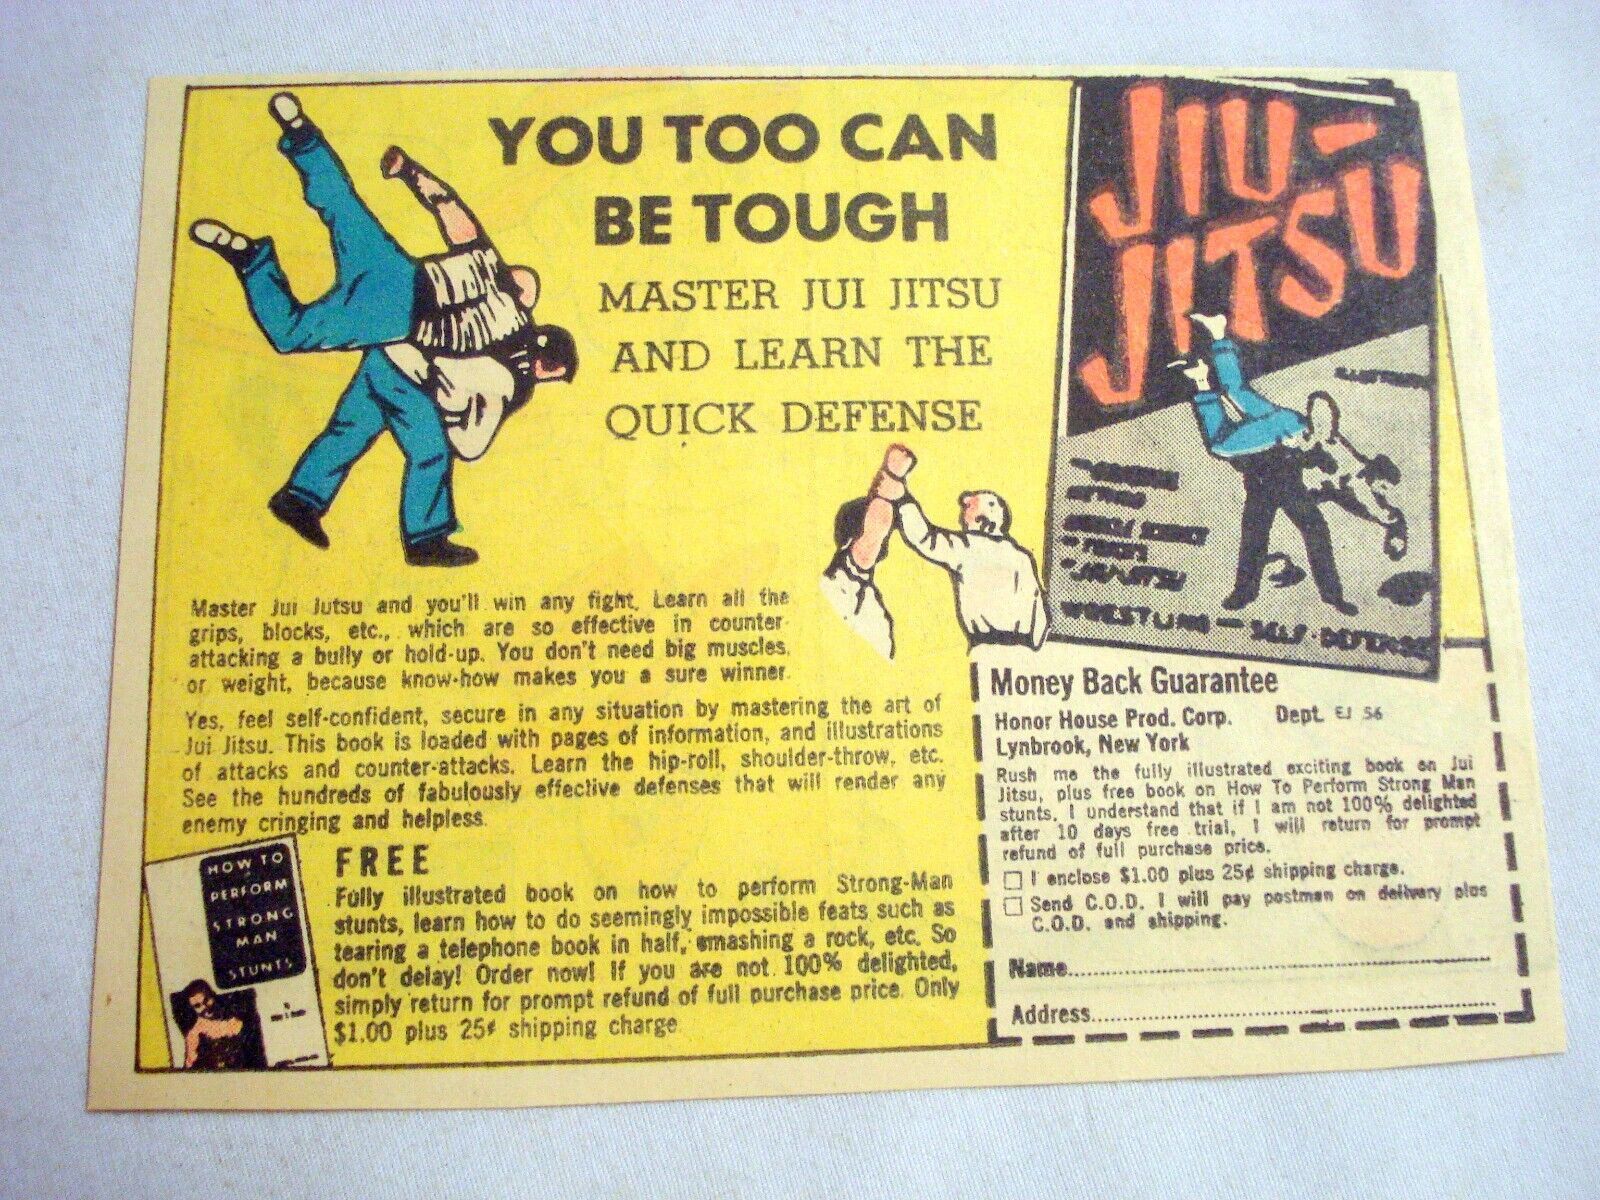 YOU TOO CAN
BE TOUGH
MASTER JUI JITSU
AND LEARN THE
QUICK DEFENSE
JIU-
JITSU
JIU-JITSU
WRESTLING — SELF-DEFENSE
Master Jui Jutsu and you'll win any fight. Learn all the
grips, blocks, etc., which are so effective in counter-
attacking a bully or hold-up. You don't need big muscles,
or weight, because know-how makes you a sure winner.
Yes, feel self-confident, secure in any situation by mastering the art of
Jui Jitsu. This book is loaded with pages of information, and illustrations
of attacks and counter-attacks. Learn the hip-roll, shoulder-throw, etc.
See the hundreds of fabulously effective defenses that will render any
enemy cringing and helpless.
HOW TO
PERFORM
STRONG
MAN
STUNTS
FREE
Fully illustrated book on how to perform Strong-Man
stunts, learn how to do seemingly impossible feats such as
tearing a telephone book in half, smashing a rock, etc. So
don't delay! Order now! If you are not 100% delighted,
simply return for prompt refund of full purchase price. Only
$1.00 plus 25¢ shipping charge.
Money Back Guarantee
Honor House Prod. Corp. Dept. EJ 56
Lynbrook, New York
Rush me the fully illustrated exciting book on Jui
Jitsu, plus free book on How To Perform Strong Man
stunts. I understand that if I am not 100% delighted
after 10 days free trial, I will return for prompt
refund of full purchase price.
I enclose $1.00 plus 25¢ shipping charge.
Send C.O.D. I will pay postman on delivery plus
C.O.D. and shipping.
Name
Address